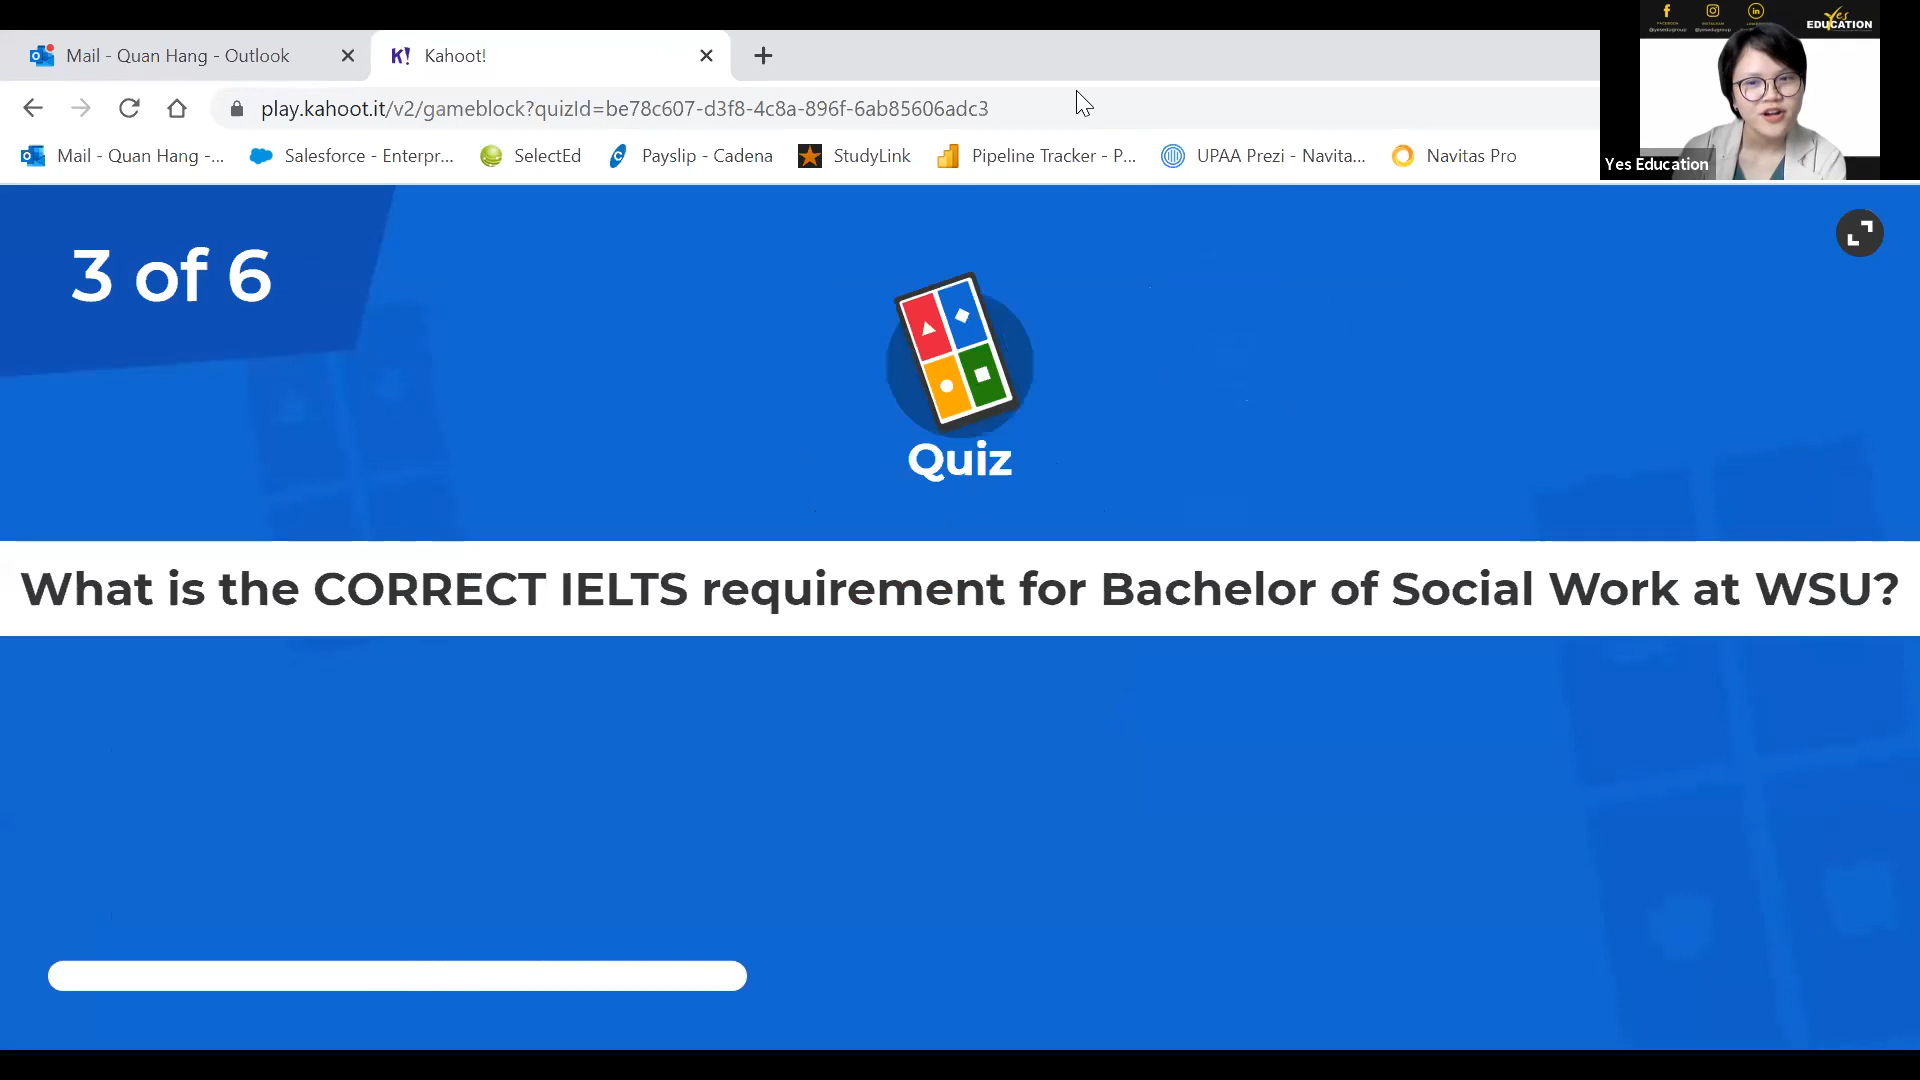 Mail - Quan Hang - Outlook
Kahoot!
play.kahoot.it/v2/gameblock?quizId=be78c607-d3f8-4c8a-896f-6ab85606adc3
Mail - Quan Hang -...
Salesforce - Enterpr...
SelectEd
Payslip - Cadena
StudyLink
Pipeline Tracker - P...
UPAA Prezi - Navita...
Navitas Pro
Yes
EDUCATION
Yes Education
3 of 6
Quiz
What is the CORRECT IELTS requirement for Bachelor of Social Work at WSU?